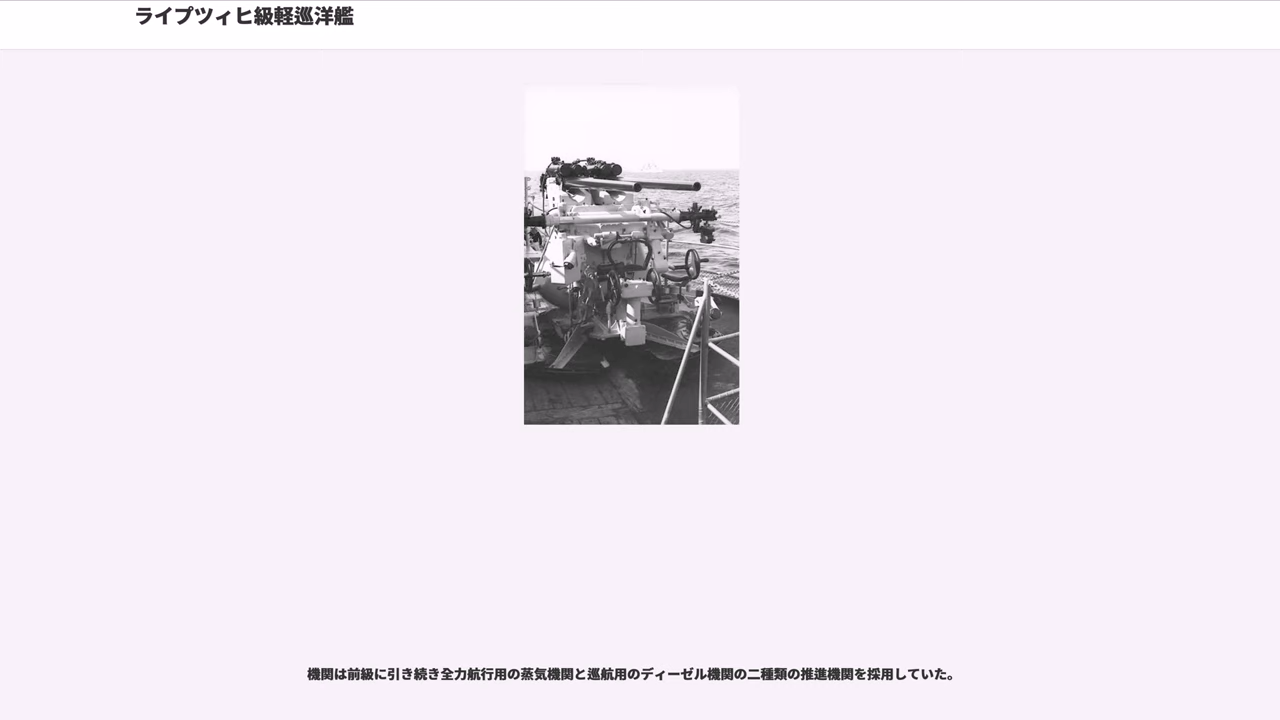 ライプツィヒ級軽巡洋艦
機関は前級に引き続き全力航行用の蒸気機関と巡航用のディーゼル機関の二種類の推進機関を採用していた。